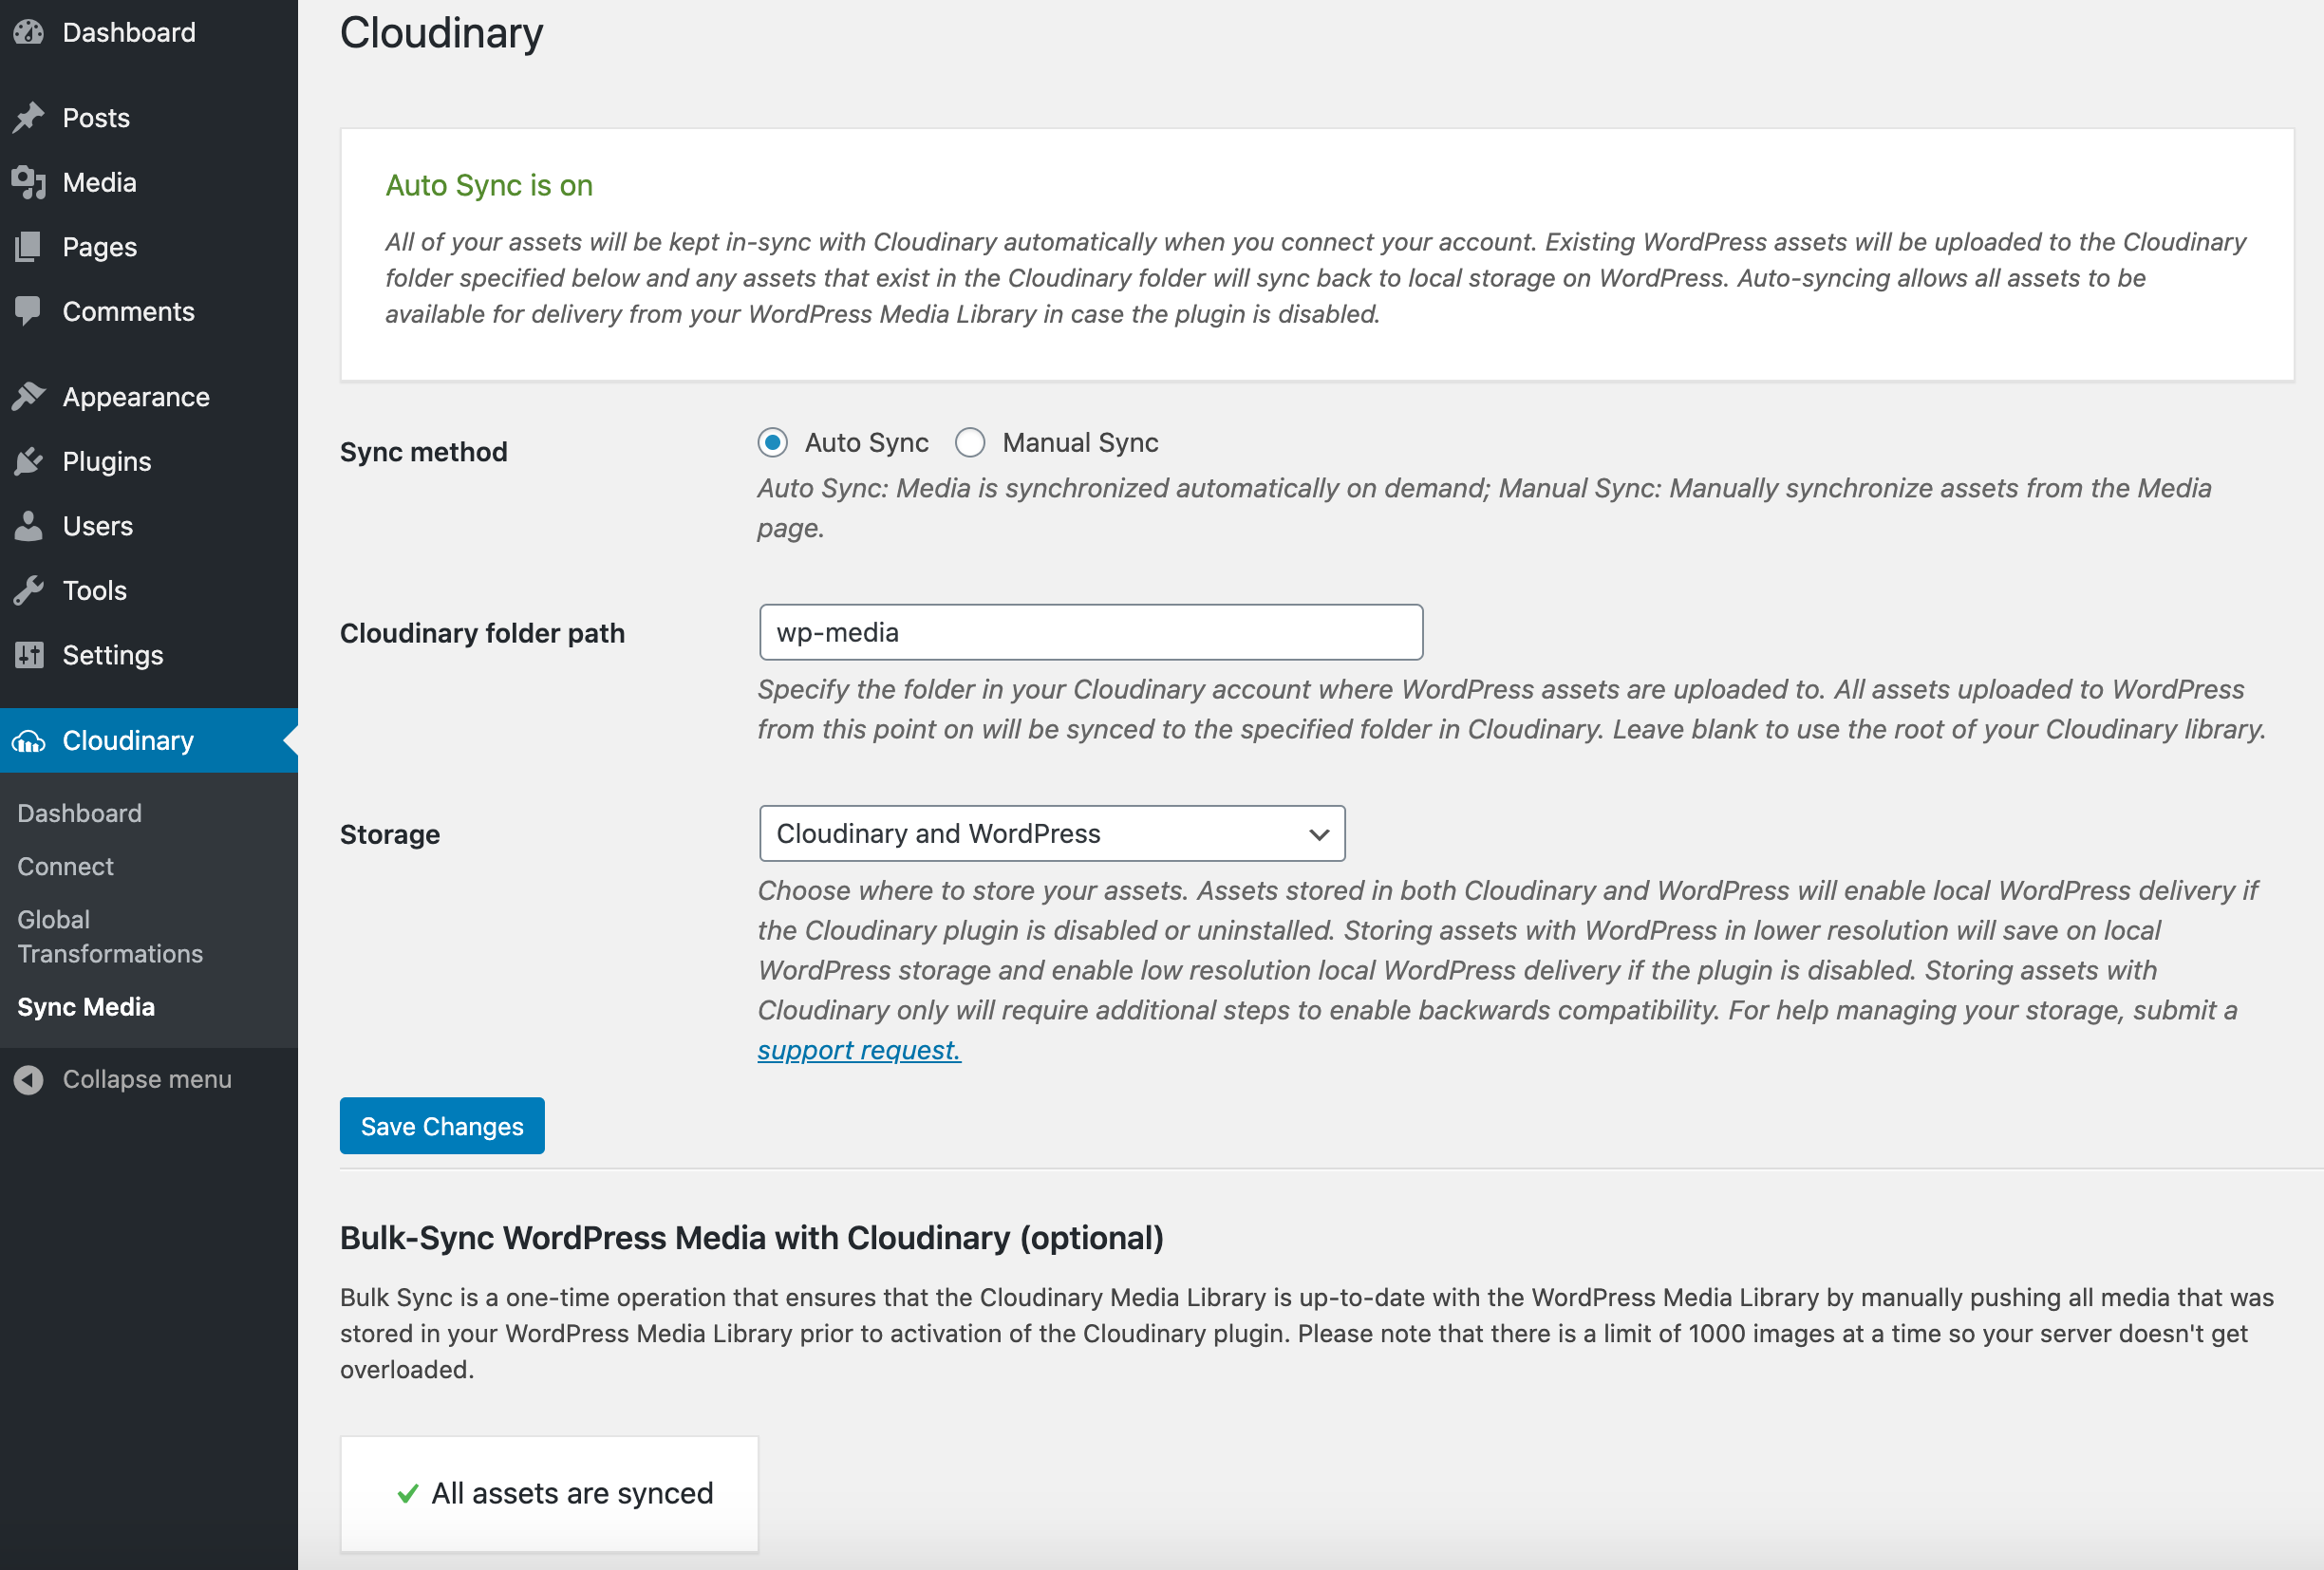 Dashboard
Posts
Media
Pages
Comments
Appearance
Plugins
Users
Tools
Settings
Cloudinary
Dashboard
Connect
Global
Transformations
Sync Media
Collapse menu
Cloudinary
Auto Sync is on
All of your assets will be kept in-sync with Cloudinary automatically when you connect your account. Existing WordPress assets will be uploaded to the Cloudinary
folder specified below and any assets that exist in the Cloudinary folder will sync back to local storage on WordPress. Auto-syncing allows all assets to be
available for delivery from your WordPress Media Library in case the plugin is disabled.
Sync method
Auto Sync Manual Sync
Auto Sync: Media is synchronized automatically on demand; Manual Sync: Manually synchronize assets from the Media
page.
Cloudinary folder path
wp-media
Specify the folder in your Cloudinary account where WordPress assets are uploaded to. All assets uploaded to WordPress
from this point on will be synced to the specified folder in Cloudinary. Leave blank to use the root of your Cloudinary library.
Storage
Cloudinary and WordPress
Choose where to store your assets. Assets stored in both Cloudinary and WordPress will enable local WordPress delivery if
the Cloudinary plugin is disabled or uninstalled. Storing assets with WordPress in lower resolution will save on local
WordPress storage and enable low resolution local WordPress delivery if the plugin is disabled. Storing assets with
Cloudinary only will require additional steps to enable backwards compatibility. For help managing your storage, submit a
support request.
Save Changes
Bulk-Sync WordPress Media with Cloudinary (optional)
Bulk Sync is a one-time operation that ensures that the Cloudinary Media Library is up-to-date with the WordPress Media Library by manually pushing all media that was
stored in your WordPress Media Library prior to activation of the Cloudinary plugin. Please note that there is a limit of 1000 images at a time so your server doesn't get
overloaded.
All assets are synced